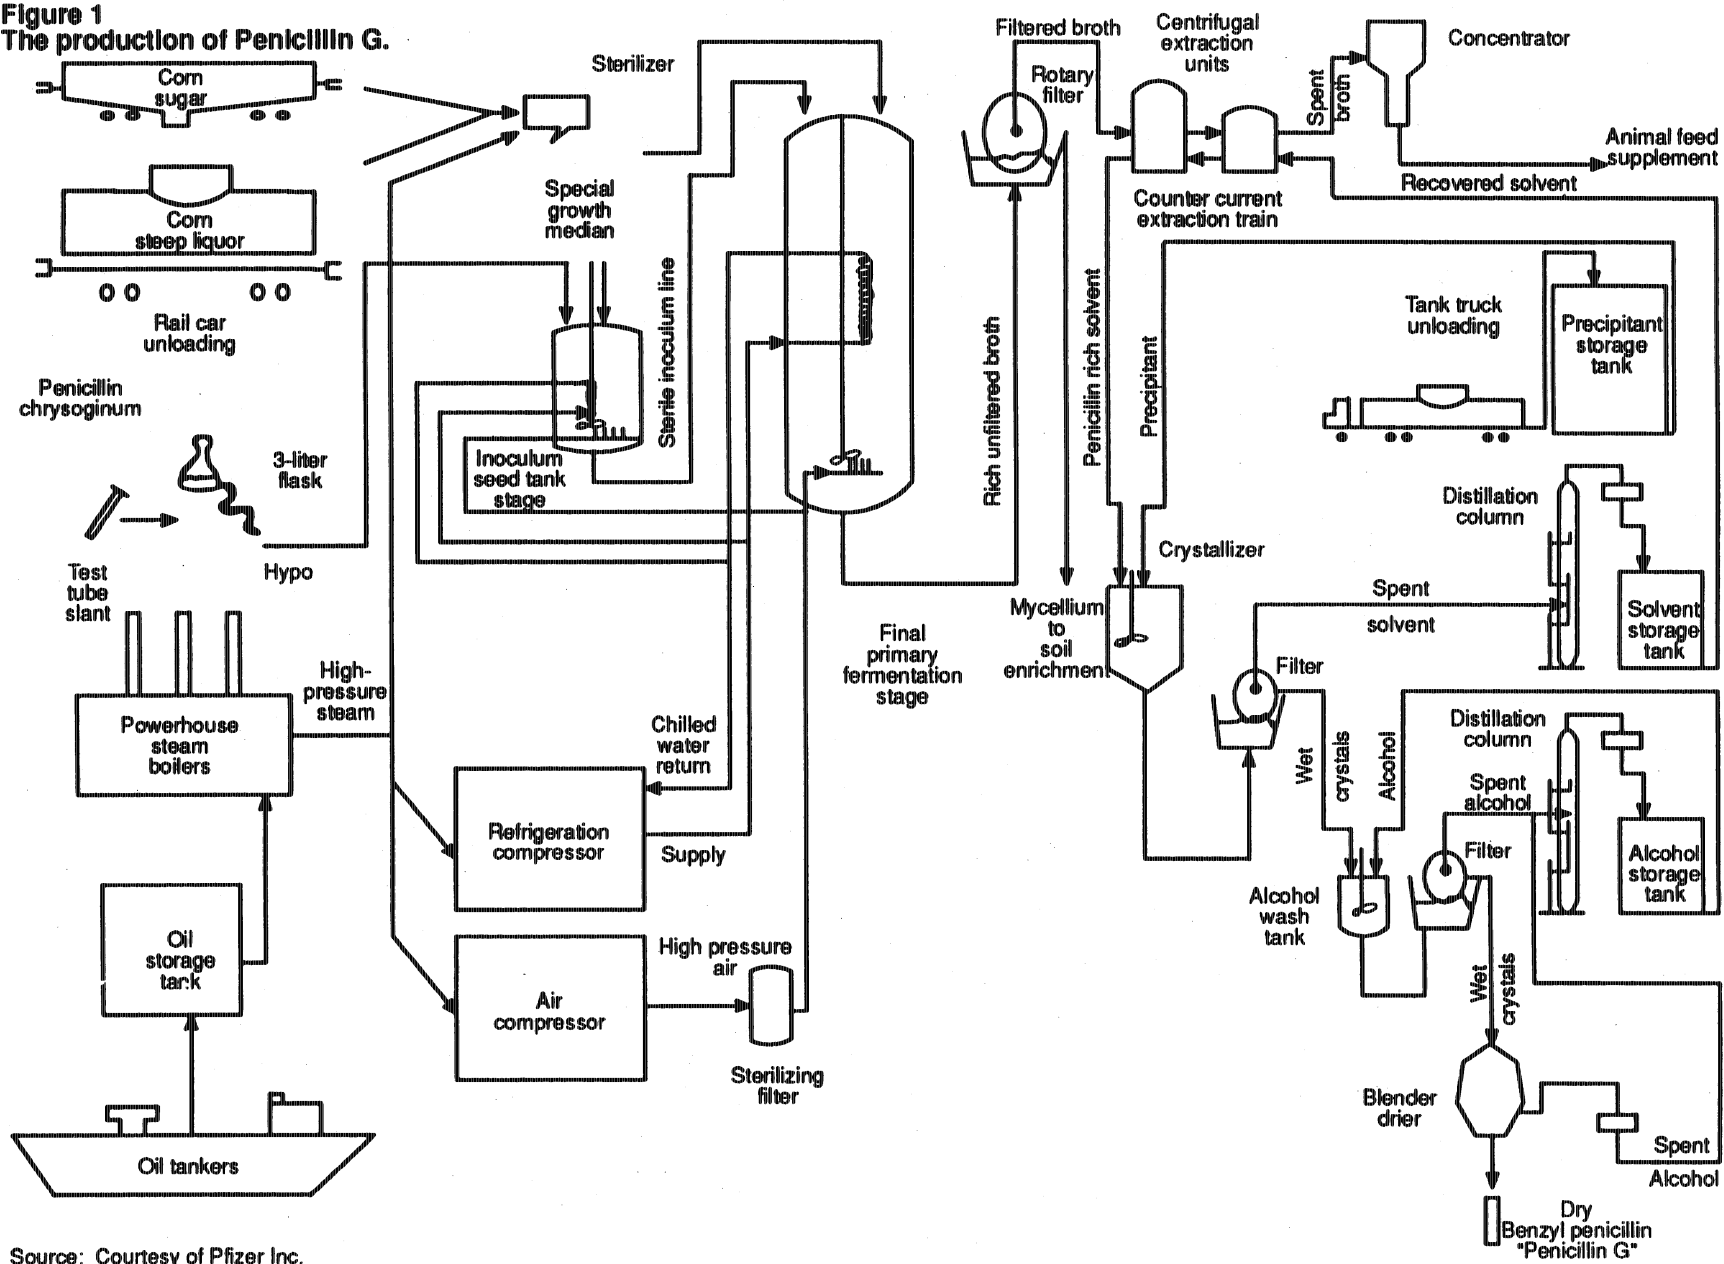 Figure 1
The production of Penicillin G.
Corn
sugar
Corn
steep liquor
Rail car
unloading
Penicillin
chrysoginum
3-liter
flask
Test
tube
slant
Hypo
Powerhouse
steam
boilers
High-
pressure
steam
Oil
storage
tank
Oil tankers
Source: Courtesy of Pfizer Inc.
Sterilizer
Special
growth
median
Sterile inoculum line
Inoculum
seed tank
stage
Final
primary
fermentation
stage
Chilled
water
return
Refrigeration
compressor
Supply
Air
compressor
High pressure
air
Sterilizing
filter
Filtered broth
Rotary
filter
Rich unfiltered broth
Centrifugal
extraction
units
Spent
broth
Concentrator
Animal feed
supplement
Recovered solvent
Counter current
extraction train
Penicillin rich solvent
Precipitant
Tank truck
unloading
Precipitant
storage
tank
Distillation
column
Crystallizer
Mycellium
to
soil
enrichment
Spent
solvent
Solvent
storage
tank
Filter
Wet
crystals
Alcohol
Distillation
column
Spent
alcohol
Filter
Alcohol
storage
tank
Alcohol
wash
tank
Wet
crystals
Blender
drier
Spent
Alcohol
Dry
Benzyl penicillin
"Penicillin G"